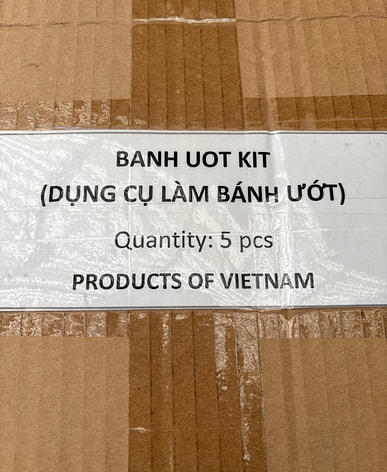 BANH UOT KIT
(DỤNG CỤ LÀM BÁNH ƯỚT)
Quantity: 5 pcs
PRODUCTS OF VIETNAM